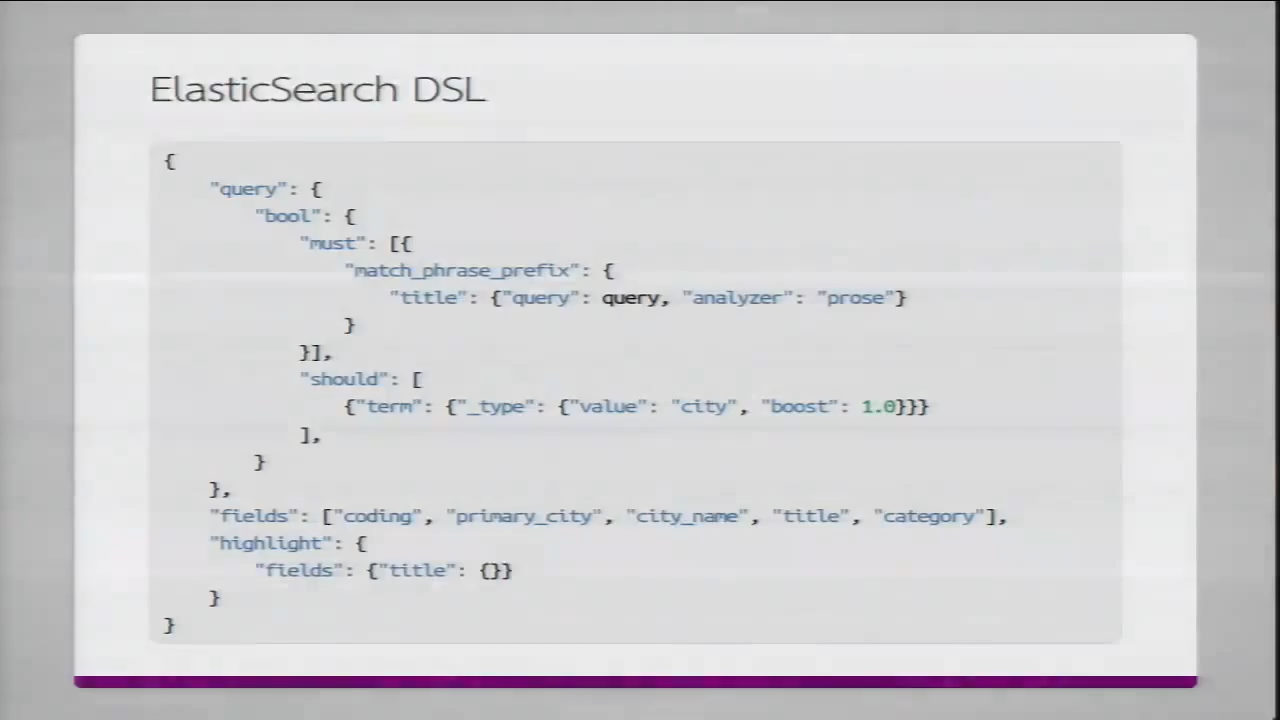 ElasticSearch DSL
{
    "query": {
        "bool": {
            "must": [{
                "match_phrase_prefix": {
                    "title": {"query": query, "analyzer": "prose"}
                }
            }],
            "should": [
                {"term": {"_type": {"value": "city", "boost": 1.0}}}
            ],
        }
    },
    "fields": ["coding", "primary_city", "city_name", "title", "category"],
    "highlight": {
        "fields": {"title": {}}
    }
}